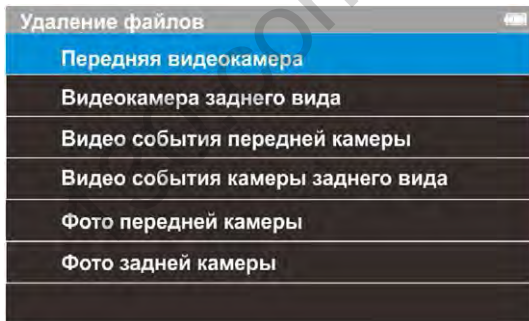 Удаление файлов
Передняя видеокамера
Видеокамера заднего вида
Видео события передней камеры
Видео события камеры заднего вида
Фото передней камеры
Фото задней камеры